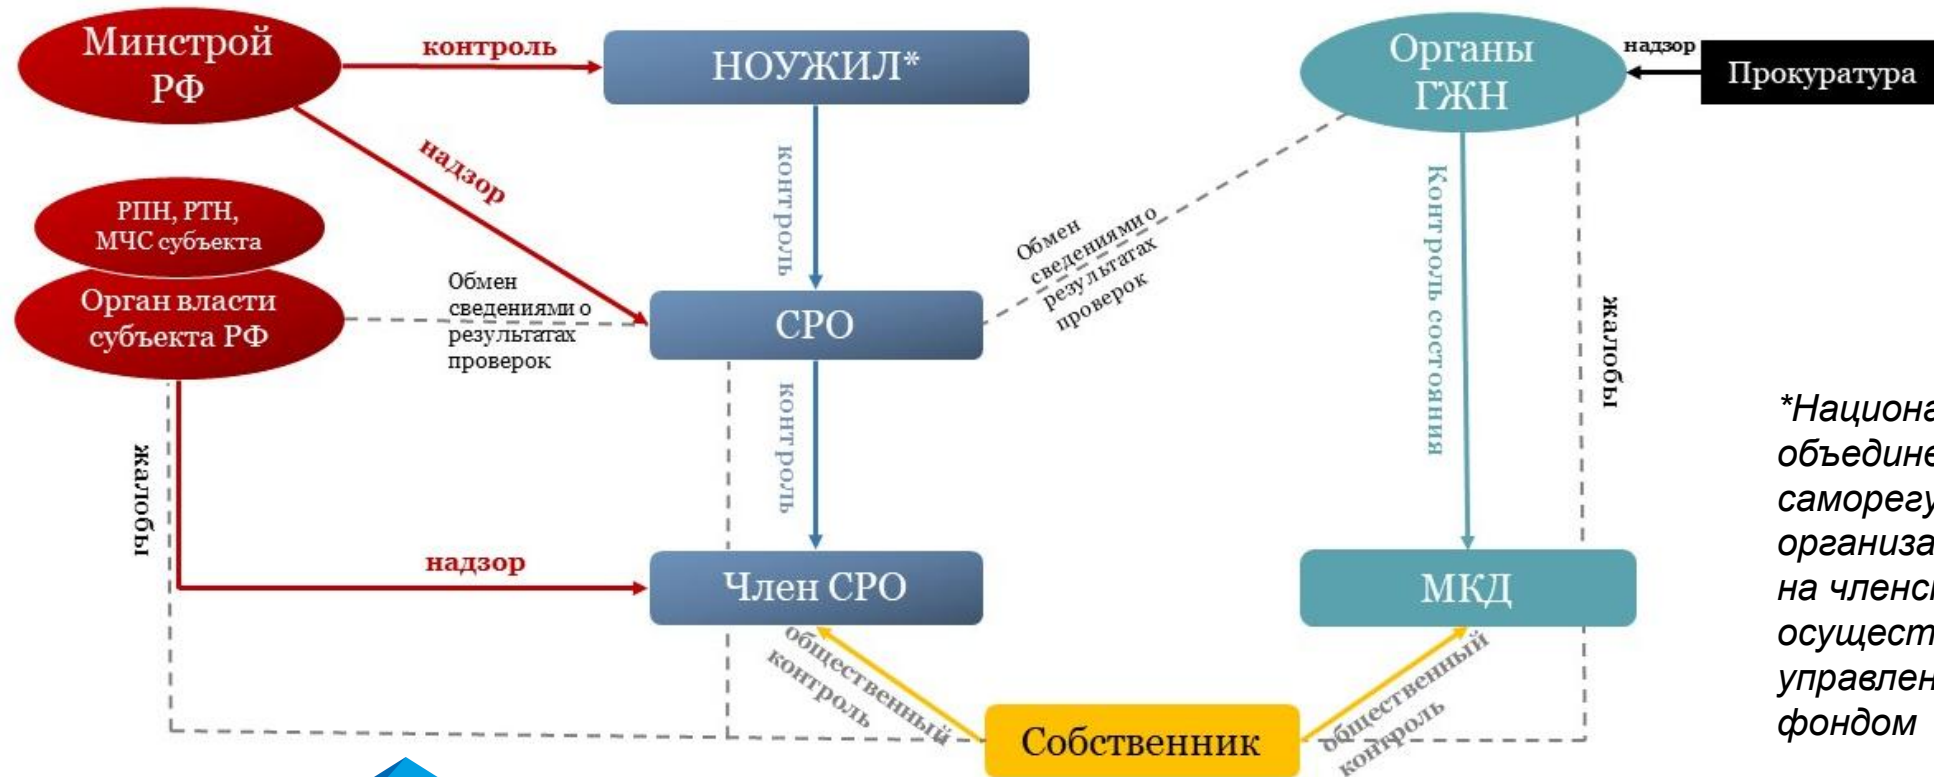 Минстрой
РФ
контроль
НОУЖИЛ*
Органы
ГЖН
надзор
Прокуратура
надзор
контроль
РПН, РТН,
МЧС субъекта
Орган власти
субъекта РФ
Обмен
сведениями о
результатах
проверок
СРО
Обмен
сведениями о
результатах
проверок
Контроль состояния
жалобы
жалобы
контроль
надзор
Член СРО
МКД
общественный
контроль
Собственник
общественный
контроль
*Национа
объедине
саморегу
организа
на членс
осущест
управлен
фондом